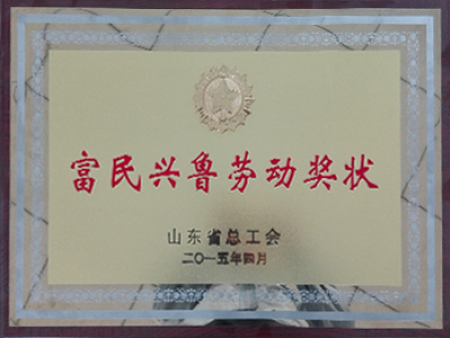 富民兴鲁劳动奖状
山东省总工会
二〇一五年四月